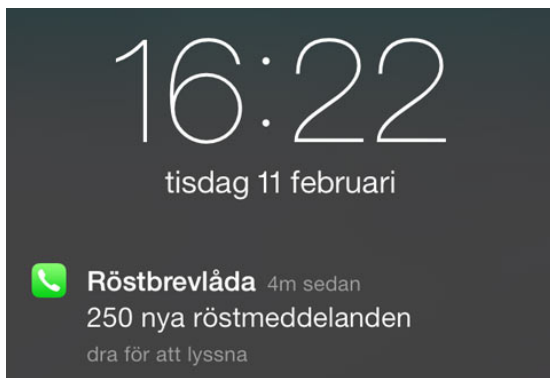 16:22
tisdag 11 februari
Röstbrevlåda 4m sedan
250 nya röstmeddelanden
dra för att lyssna